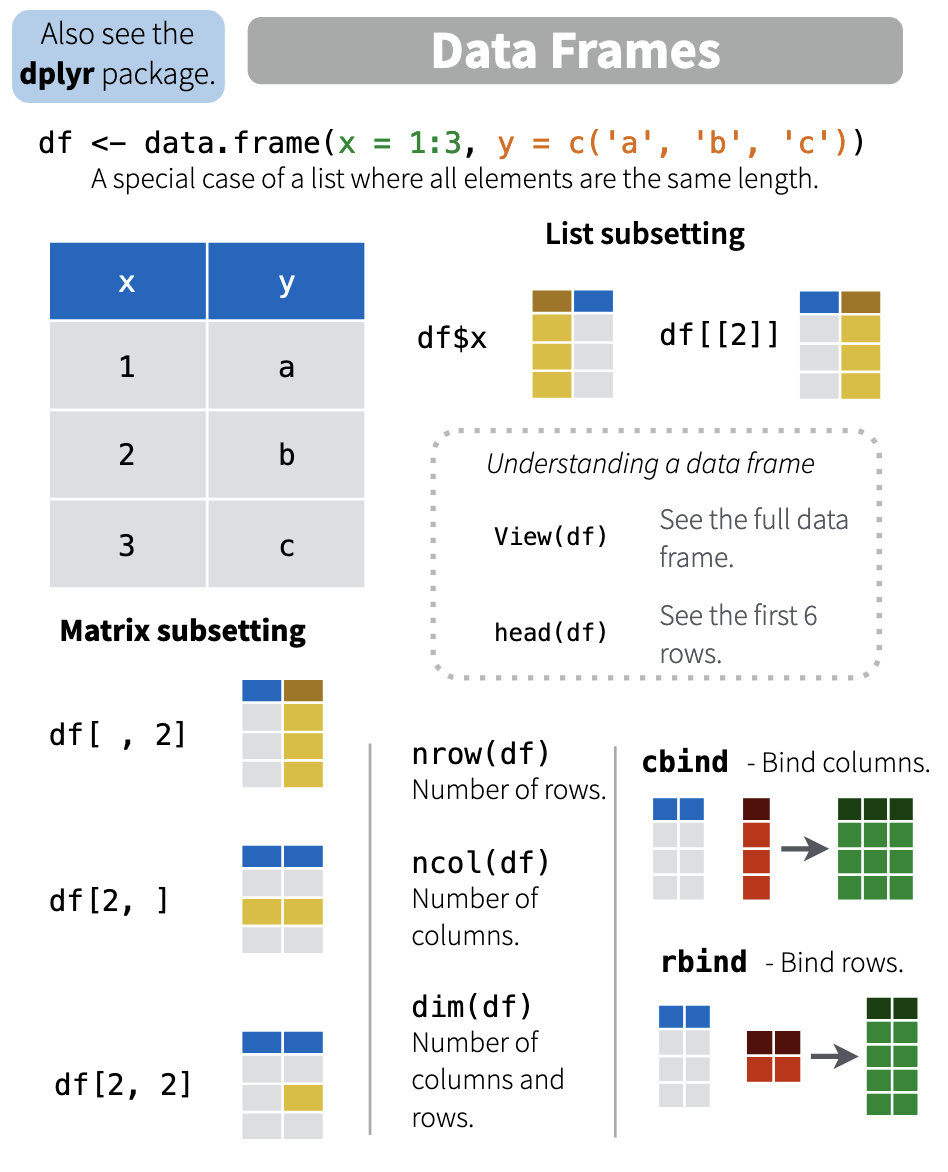 Also see the
dplyr package.
Data Frames
df <- data.frame(x = 1:3, y = c('a', 'b', 'c'))
A special case of a list where all elements are the same length.
x y
1 a
2 b
3 c
List subsetting
df$x
df[[2]]
Understanding a data frame
View(df)
See the full data
frame.
head(df)
See the first 6
rows.
Matrix subsetting
df[ , 2]
df[2, ]
df[2, 2]
nrow(df)
Number of rows.
ncol(df)
Number of
columns.
dim(df)
Number of
columns and
rows.
cbind - Bind columns.
rbind - Bind rows.